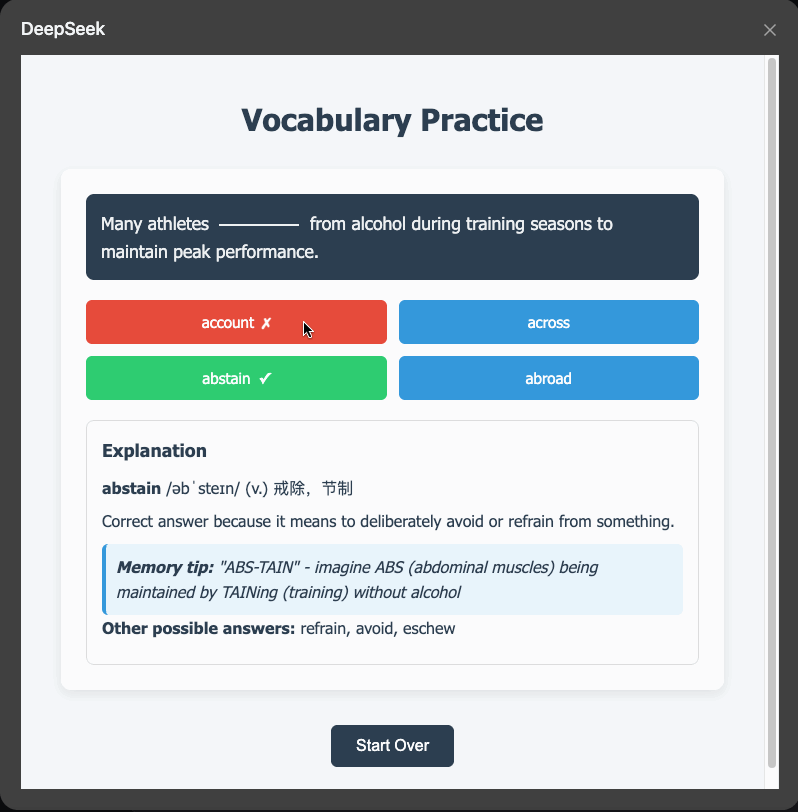 DeepSeek
Vocabulary Practice
Many athletes ________ from alcohol during training seasons to
maintain peak performance.
account ✗
across
abstain ✓
abroad
Explanation
abstain /əbˈsteɪn/ (v.) 戒除，节制
Correct answer because it means to deliberately avoid or refrain from something.
Memory tip: "ABS-TAIN" - imagine ABS (abdominal muscles) being
maintained by TAINing (training) without alcohol
Other possible answers: refrain, avoid, eschew
Start Over